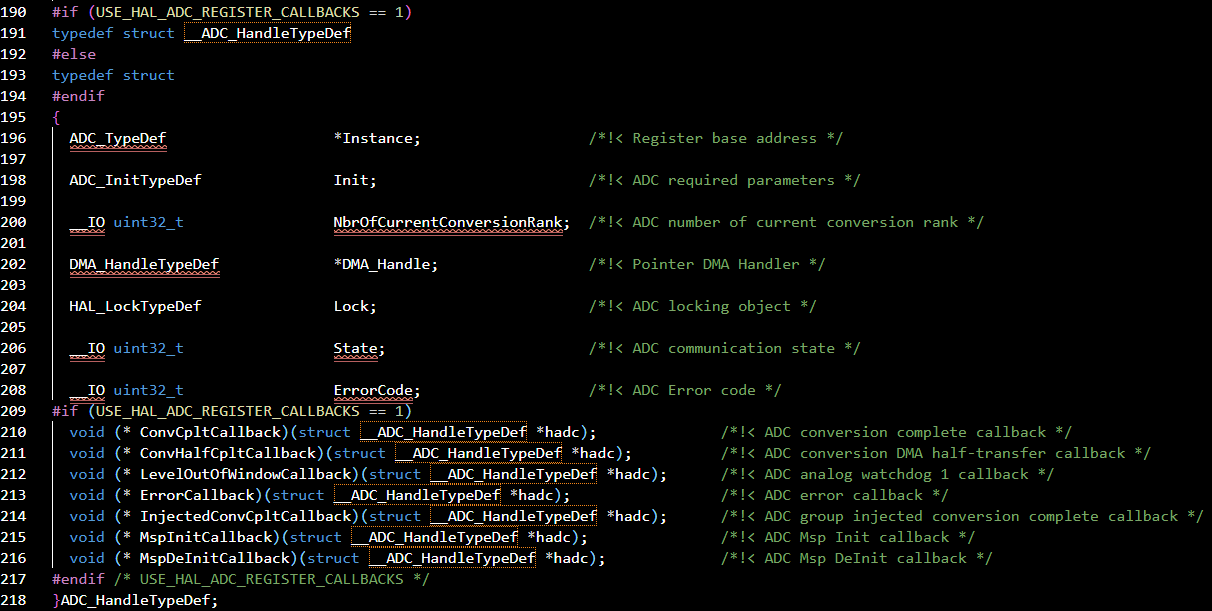 190 #if (USE_HAL_ADC_REGISTER_CALLBACKS == 1)
191 typedef struct __ADC_HandleTypeDef
192 #else
193 typedef struct
194 #endif
195 {
196   ADC_TypeDef                   *Instance;                   /*!< Register base address */
197
198   ADC_InitTypeDef               Init;                        /*!< ADC required parameters */
199
200   __IO uint32_t                 NbrOfCurrentConversionRank;  /*!< ADC number of current conversion rank */
201
202   DMA_HandleTypeDef             *DMA_Handle;                 /*!< Pointer DMA Handler */
203
204   HAL_LockTypeDef               Lock;                        /*!< ADC locking object */
205
206   __IO uint32_t                 State;                       /*!< ADC communication state */
207
208   __IO uint32_t                 ErrorCode;                   /*!< ADC Error code */
209 #if (USE_HAL_ADC_REGISTER_CALLBACKS == 1)
210   void (* ConvCpltCallback)(struct __ADC_HandleTypeDef *hadc);              /*!< ADC conversion complete callback */
211   void (* ConvHalfCpltCallback)(struct __ADC_HandleTypeDef *hadc);          /*!< ADC conversion DMA half-transfer callback */
212   void (* LevelOutOfWindowCallback)(struct __ADC_HandleTypeDef *hadc);      /*!< ADC analog watchdog 1 callback */
213   void (* ErrorCallback)(struct __ADC_HandleTypeDef *hadc);                 /*!< ADC error callback */
214   void (* InjectedConvCpltCallback)(struct __ADC_HandleTypeDef *hadc);      /*!< ADC group injected conversion complete callback */
215   void (* MspInitCallback)(struct __ADC_HandleTypeDef *hadc);               /*!< ADC Msp Init callback */
216   void (* MspDeInitCallback)(struct __ADC_HandleTypeDef *hadc);             /*!< ADC Msp DeInit callback */
217 #endif /* USE_HAL_ADC_REGISTER_CALLBACKS */
218 }ADC_HandleTypeDef;